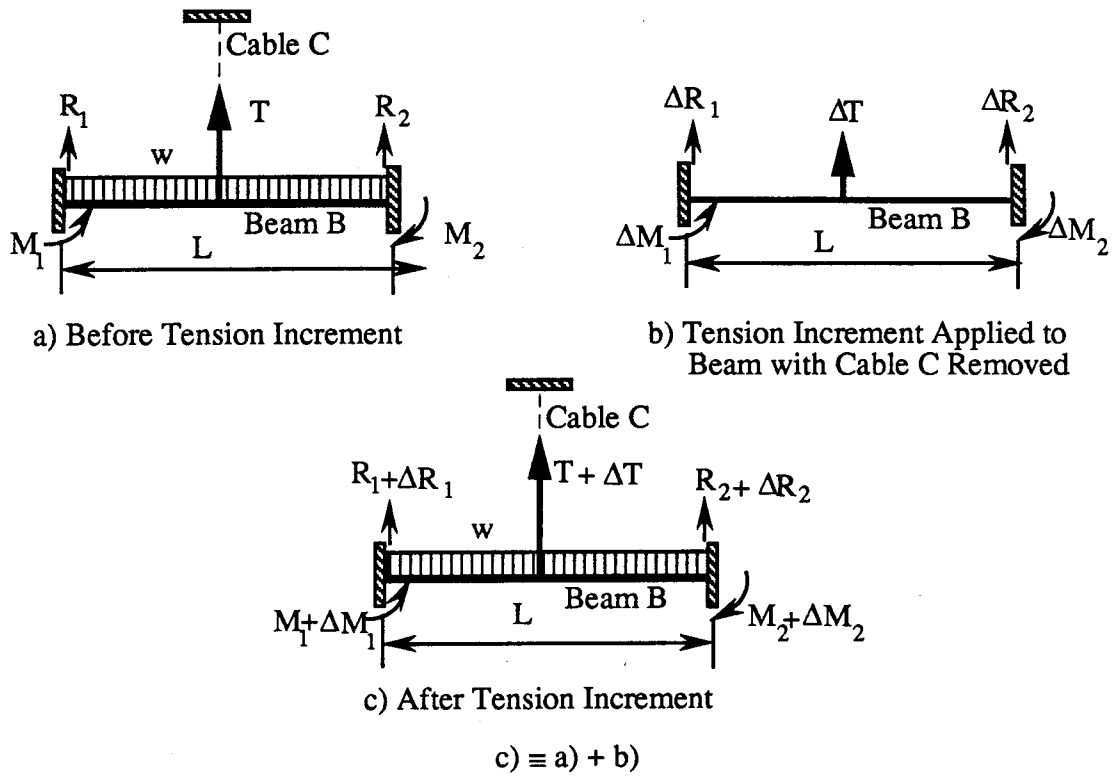 Cable C
R1
T
R2
w
Beam B
M1
L
M2
a) Before Tension Increment
ΔR1
ΔT
ΔR2
Beam B
ΔM1
L
ΔM2
b) Tension Increment Applied to
Beam with Cable C Removed
Cable C
R1+ΔR1
T+ ΔT
R2+ ΔR2
w
Beam B
M1+ΔM1
L
M2+ΔM2
c) After Tension Increment
c) ≡ a) + b)